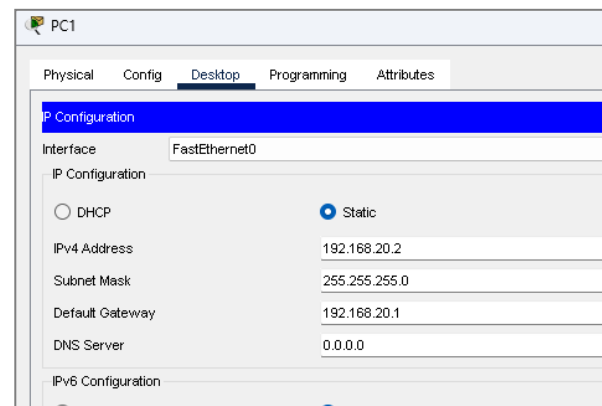 PC1
Physical Config Desktop Programming Attributes
IP Configuration
Interface FastEthernet0
IP Configuration
DHCP Static
IPv4 Address 192.168.20.2
Subnet Mask 255.255.255.0
Default Gateway 192.168.20.1
DNS Server 0.0.0.0
IPv6 Configuration